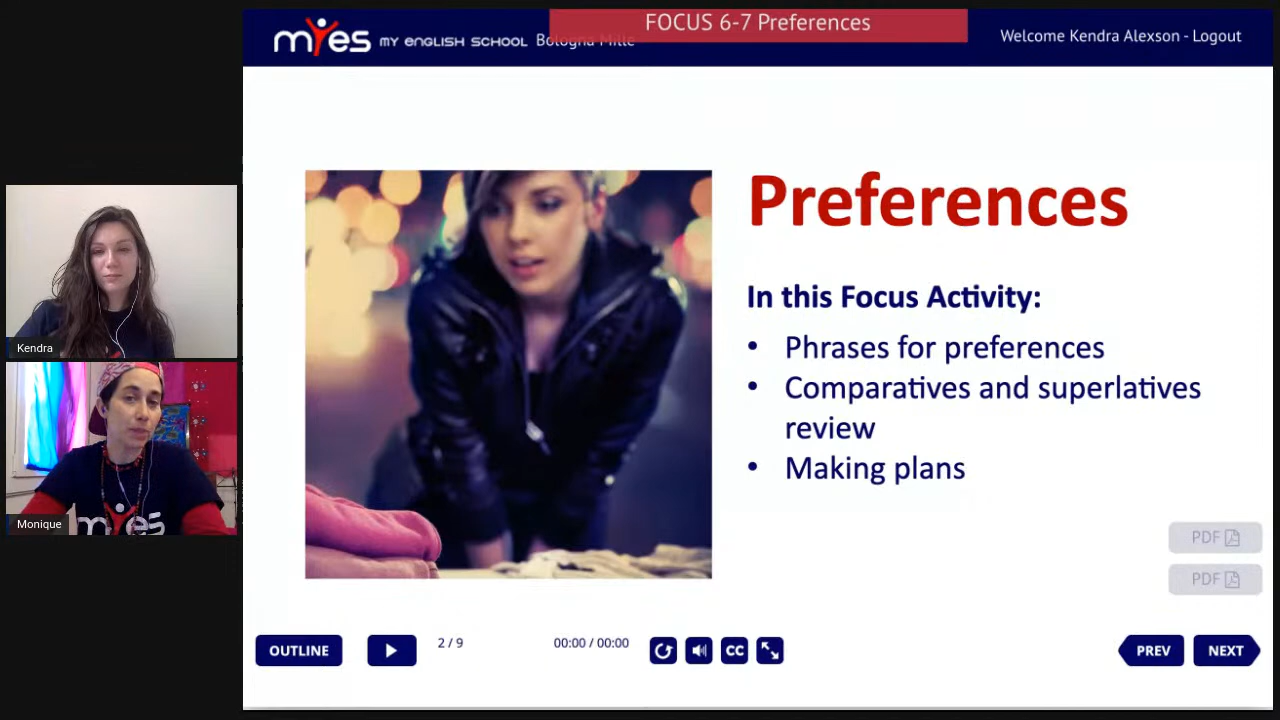 FOCUS 6-7 Preferences
myes MY ENGLISH SCHOOL Bologna Mille
Welcome Kendra Alexson - Logout
Preferences
In this Focus Activity:
• Phrases for preferences
• Comparatives and superlatives
review
• Making plans
Kendra
Monique
myes
PDF
PDF
OUTLINE
2 / 9
00:00 / 00:00
CC
PREV
NEXT